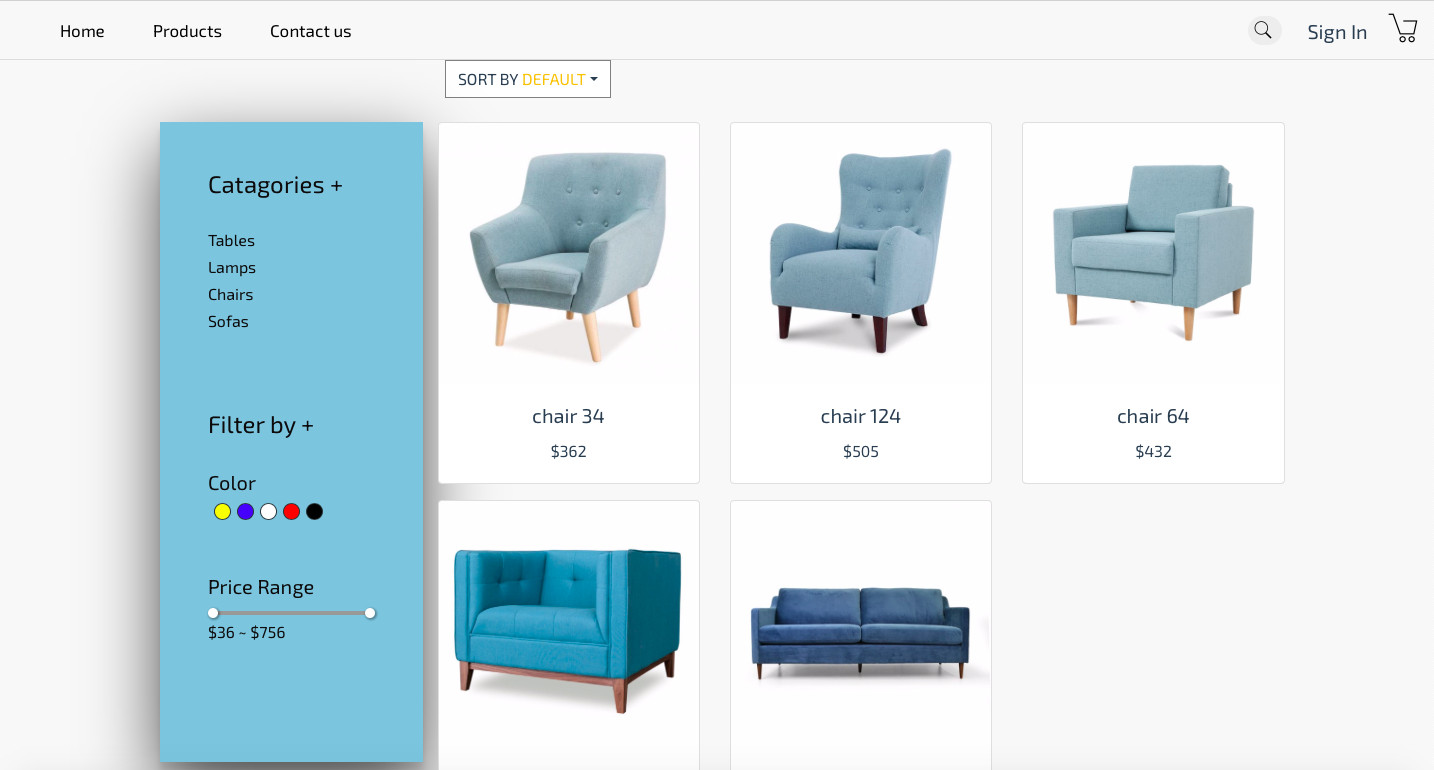 Home Products Contact us Sign In
SORT BY DEFAULT
Catagories +
Tables
Lamps
Chairs
Sofas
Filter by +
Color
Price Range
$36 ~ $756
chair 34
$362
chair 124
$505
chair 64
$432